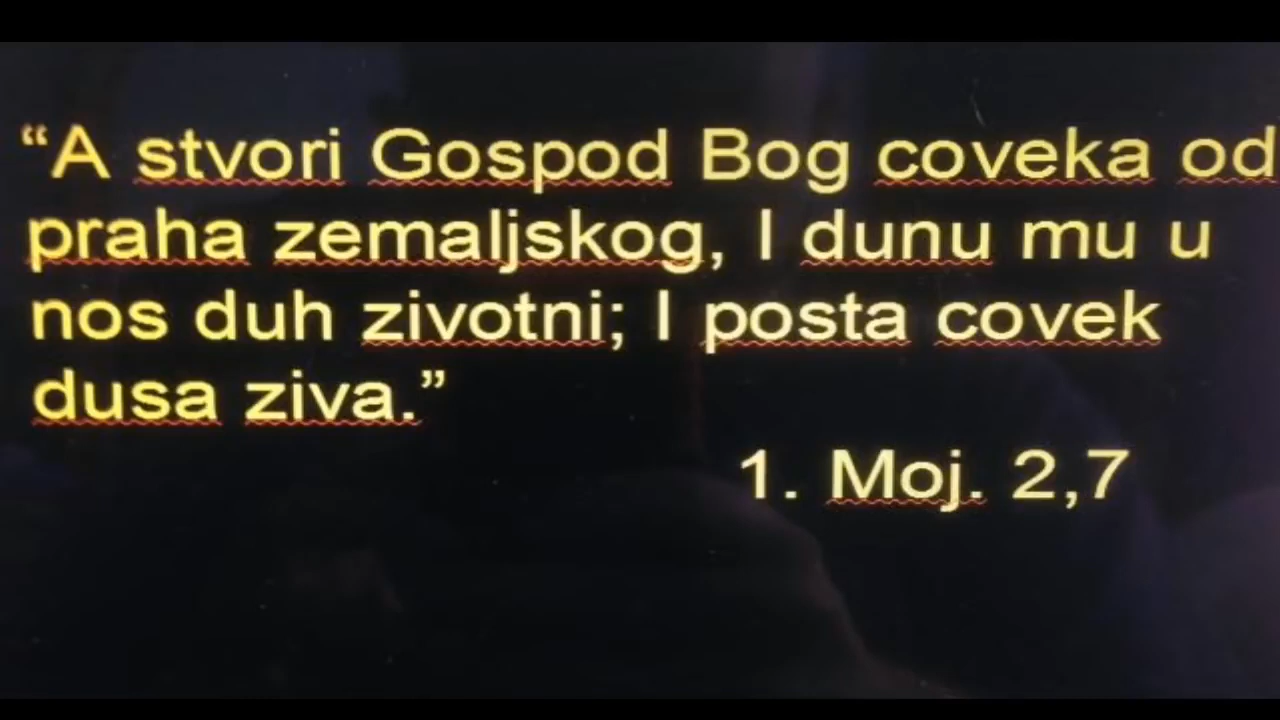 “A stvori Gospod Bog coveka od
praha zemaljskog, I dunu mu u
nos duh zivotni; I posta covek
dusa ziva.”
1. Moj. 2,7